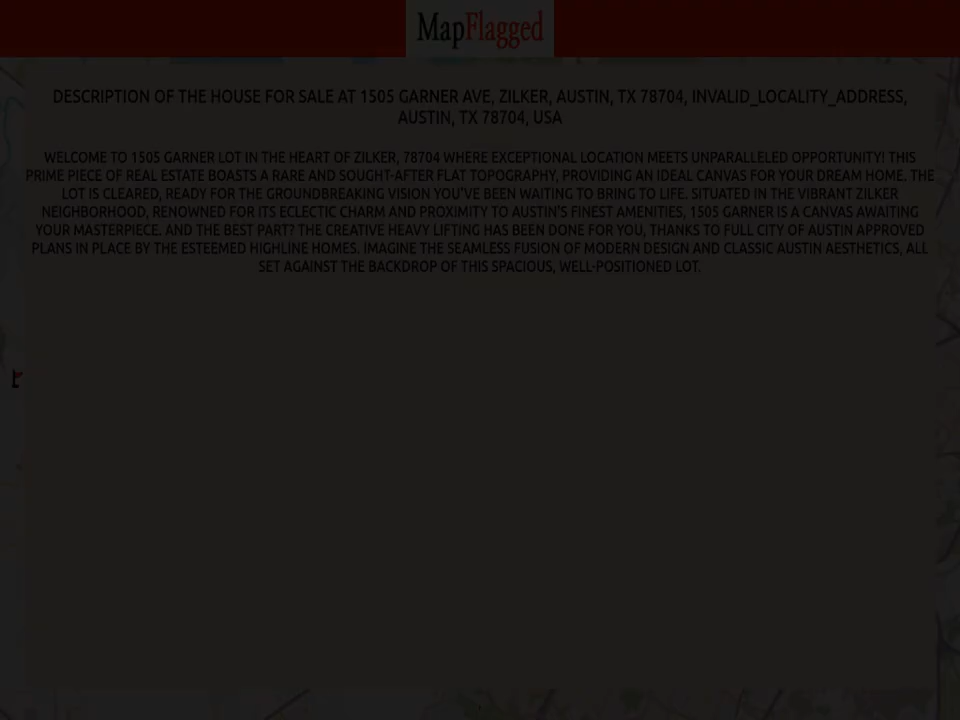 MapFlagged
DESCRIPTION OF THE HOUSE FOR SALE AT 1505 GARNER AVE, ZILKER, AUSTIN, TX 78704, INVALID_LOCALITY_ADDRESS,
AUSTIN, TX 78704, USA
WELCOME TO 1505 GARNER LOT IN THE HEART OF ZILKER, 78704 WHERE EXCEPTIONAL LOCATION MEETS UNPARALLELED OPPORTUNITY! THIS
PRIME PIECE OF REAL ESTATE BOASTS A RARE AND SOUGHT-AFTER FLAT TOPOGRAPHY, PROVIDING AN IDEAL CANVAS FOR YOUR DREAM HOME. THE
LOT IS CLEARED, READY FOR THE GROUNDBREAKING VISION YOU'VE BEEN WAITING TO BRING TO LIFE. SITUATED IN THE VIBRANT ZILKER
NEIGHBORHOOD, RENOWNED FOR ITS ECLECTIC CHARM AND PROXIMITY TO AUSTIN'S FINEST AMENITIES, 1505 GARNER IS A CANVAS AWAITING
YOUR MASTERPIECE. AND THE BEST PART? THE CREATIVE HEAVY LIFTING HAS BEEN DONE FOR YOU, THANKS TO FULL CITY OF AUSTIN APPROVED
PLANS IN PLACE BY THE ESTEEMED HIGHLINE HOMES. IMAGINE THE SEAMLESS FUSION OF MODERN DESIGN AND CLASSIC AUSTIN AESTHETICS, ALL
SET AGAINST THE BACKDROP OF THIS SPACIOUS, WELL-POSITIONED LOT.